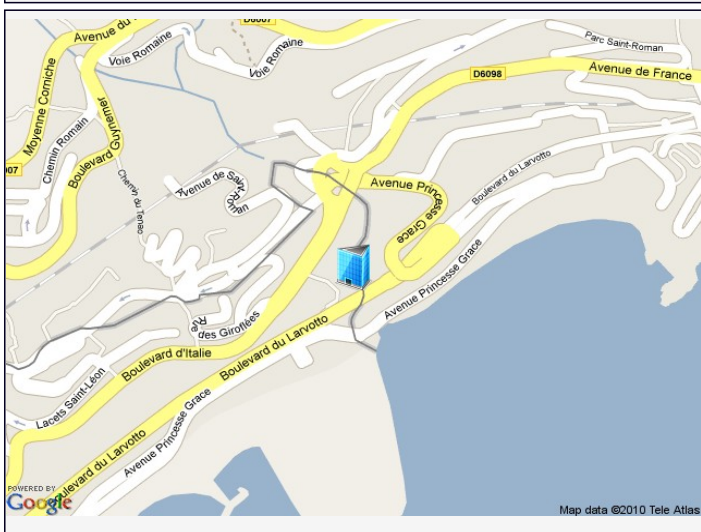 Avenue du
D6007
Voie Romaine
Voie Romaine
Parc Saint-Roman
Avenue de France
D6098
Moyenne Corniche
Chemin Romain
Boulevard Guynemer
007
Chemin du Tenao
Avenue de Saint-Roman
Avenue Princesse Grace
Boulevard du Larvotto
Avenue Princesse Grace
Rue des Giroflées
Boulevard d'Italie
Boulevard du Larvotto
Lacets Saint-Léon
Avenue Princesse Grace
Boulevard du Larvotto
POWERED BY
Google
Map data ©2010 Tele Atlas